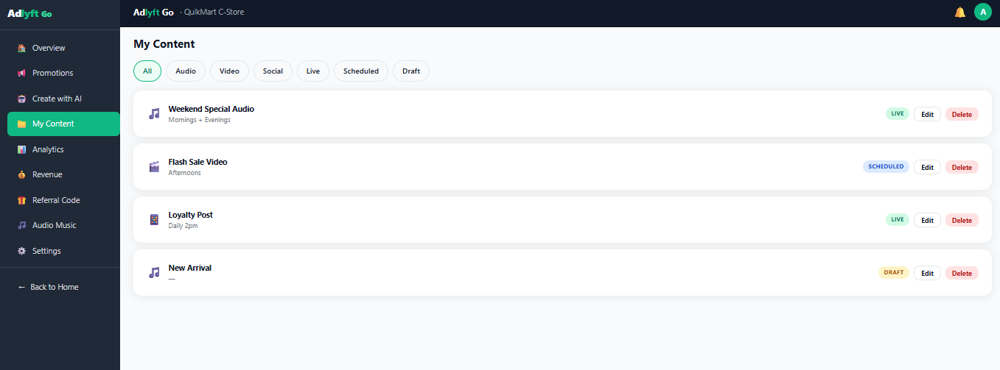 Adlyft Go
Adlyft Go · QuikMart C-Store
A
Overview
Promotions
Create with AI
My Content
Analytics
Revenue
Referral Code
Audio Music
Settings
← Back to Home
My Content
All Audio Video Social Live Scheduled Draft
Weekend Special Audio
Mornings + Evenings
LIVE Edit Delete
Flash Sale Video
Afternoons
SCHEDULED Edit Delete
Loyalty Post
Daily 2pm
LIVE Edit Delete
New Arrival
—
DRAFT Edit Delete